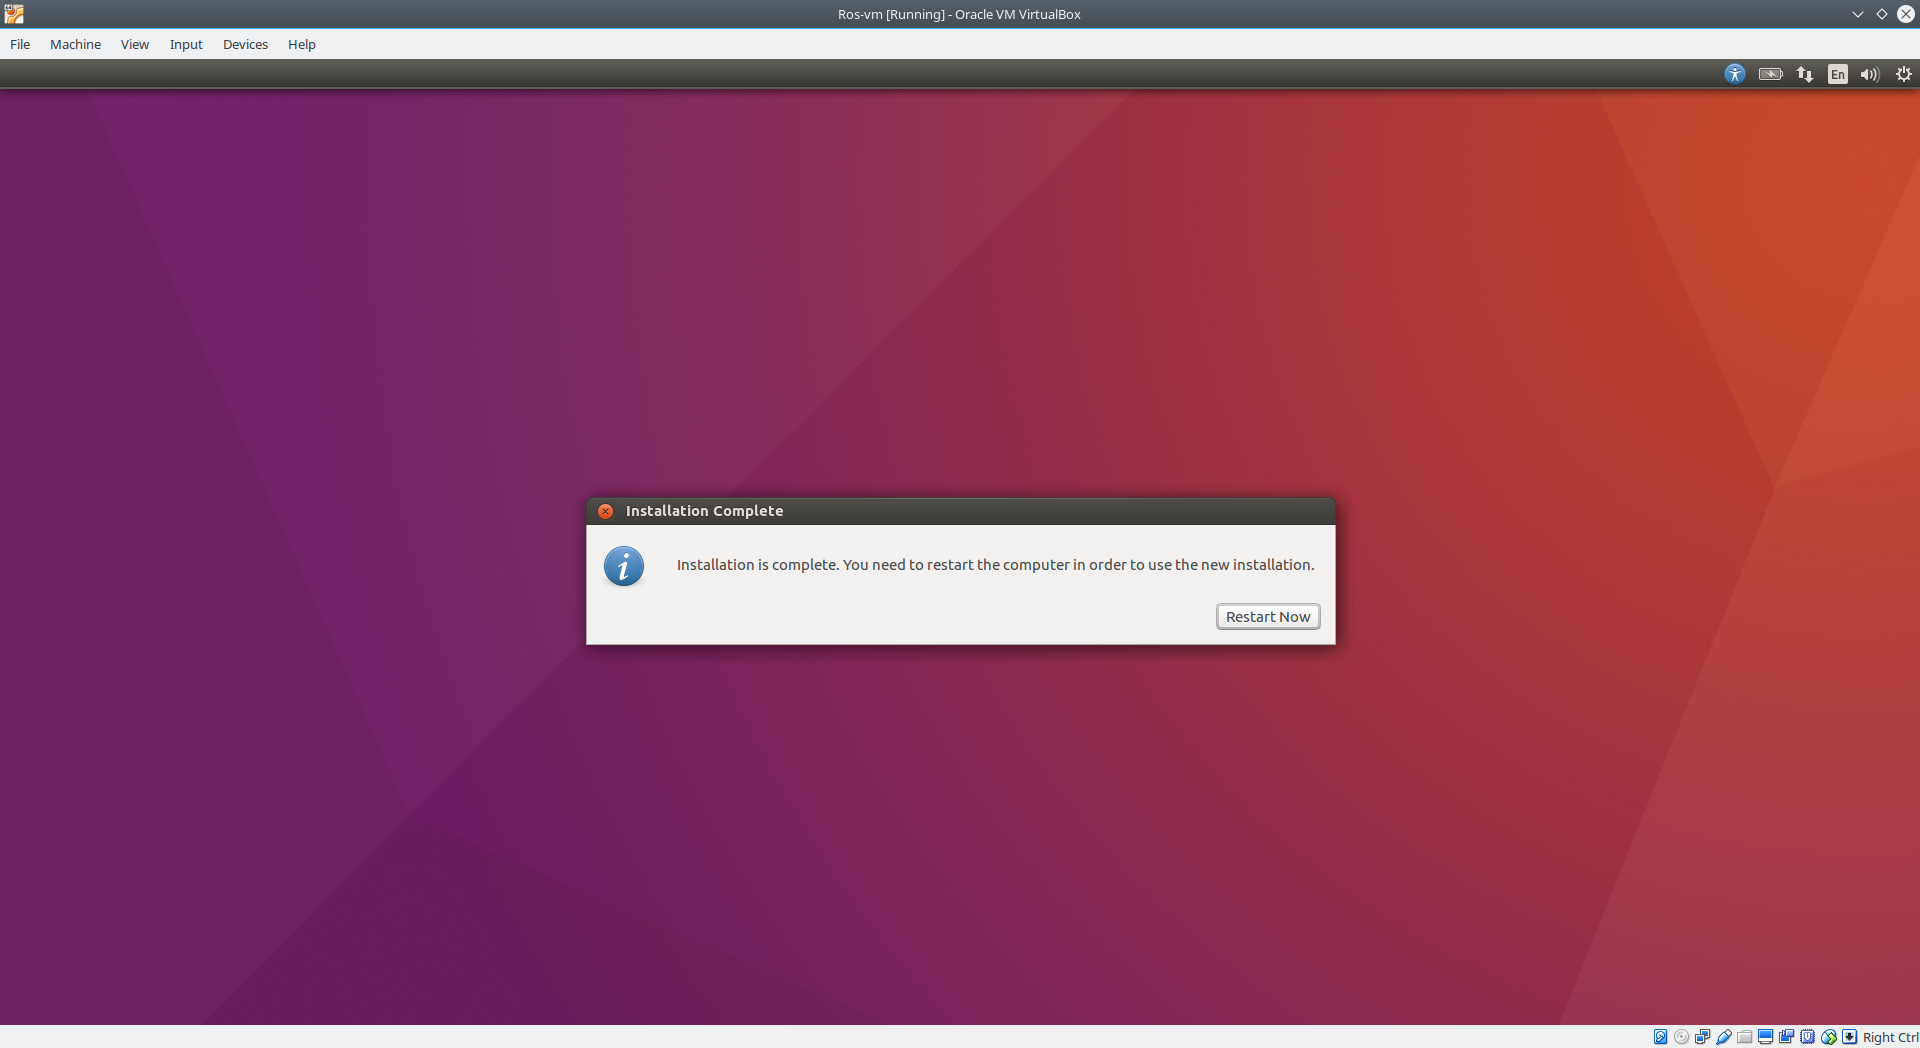 Ros-vm [Running] - Oracle VM VirtualBox
File Machine View Input Devices Help
En
Installation Complete
Installation is complete. You need to restart the computer in order to use the new installation.
Restart Now
Right Ctrl